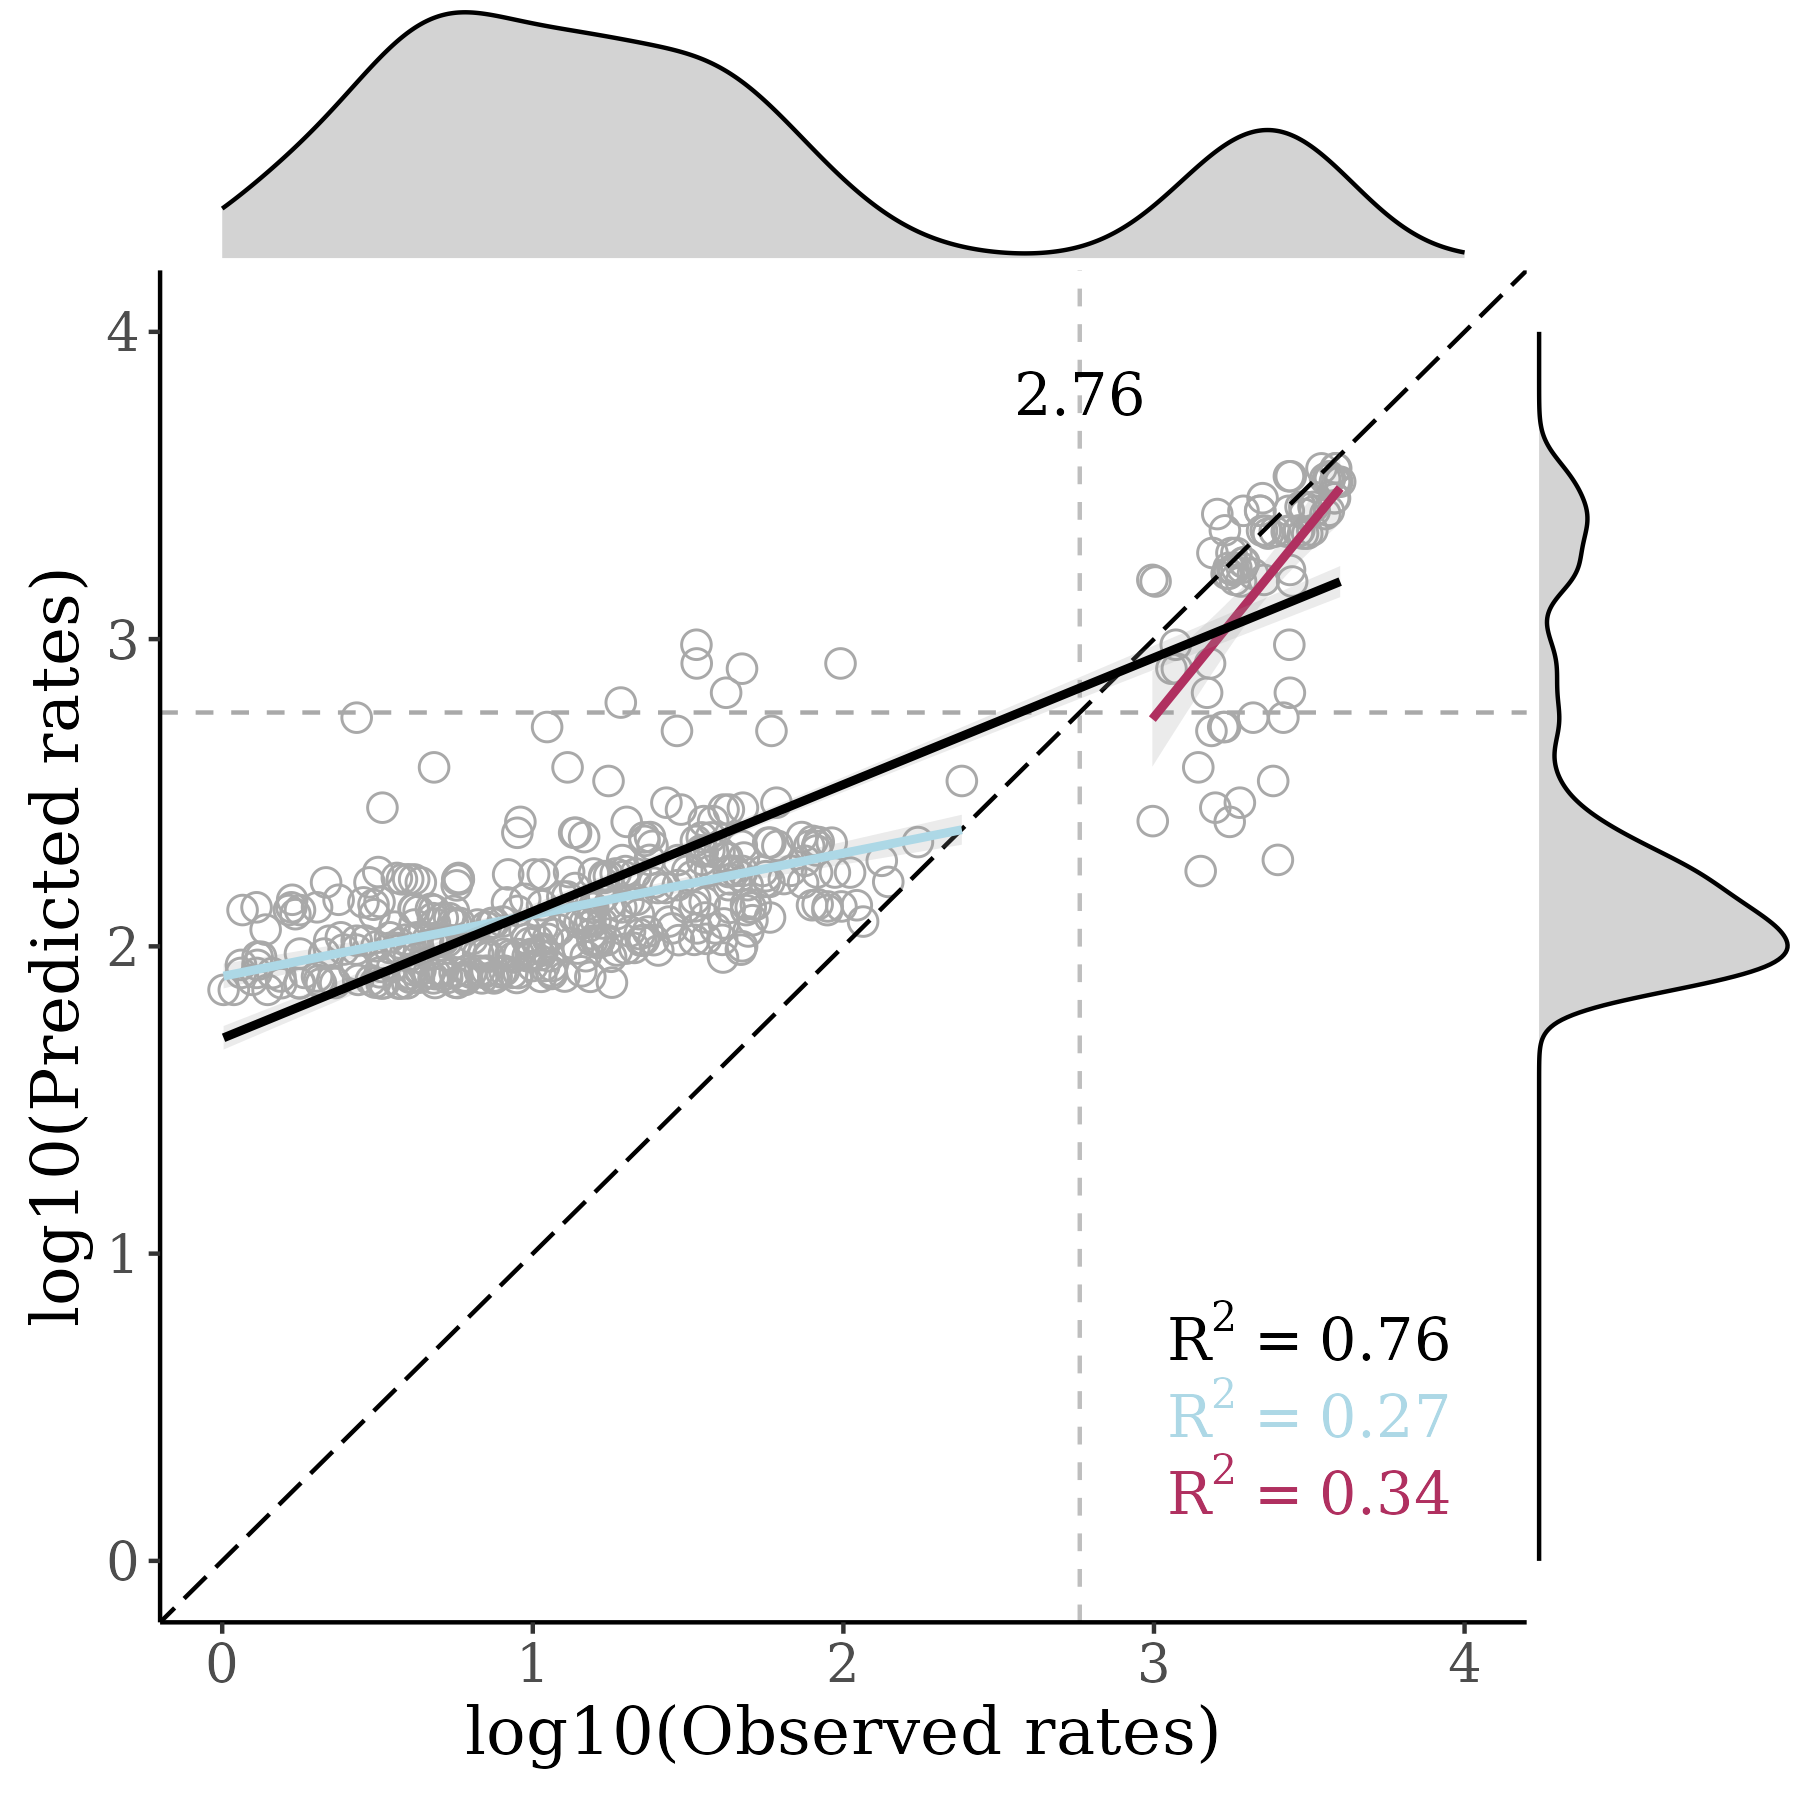 2.76
4
3
2
1
0
log10(Predicted rates)
R² = 0.76
R² = 0.27
R² = 0.34
0 1 2 3 4
log10(Observed rates)